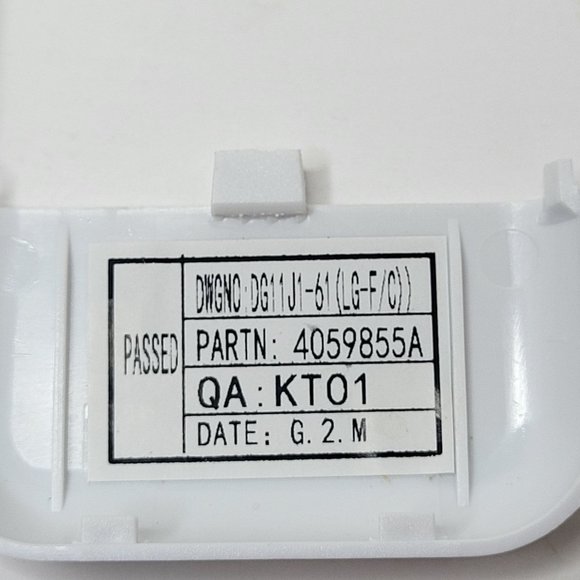 PASSED
DWGNO:DG11J1-61(LG-F/C))
PARTN: 4059855A
QA:KT01
DATE: G.2.M